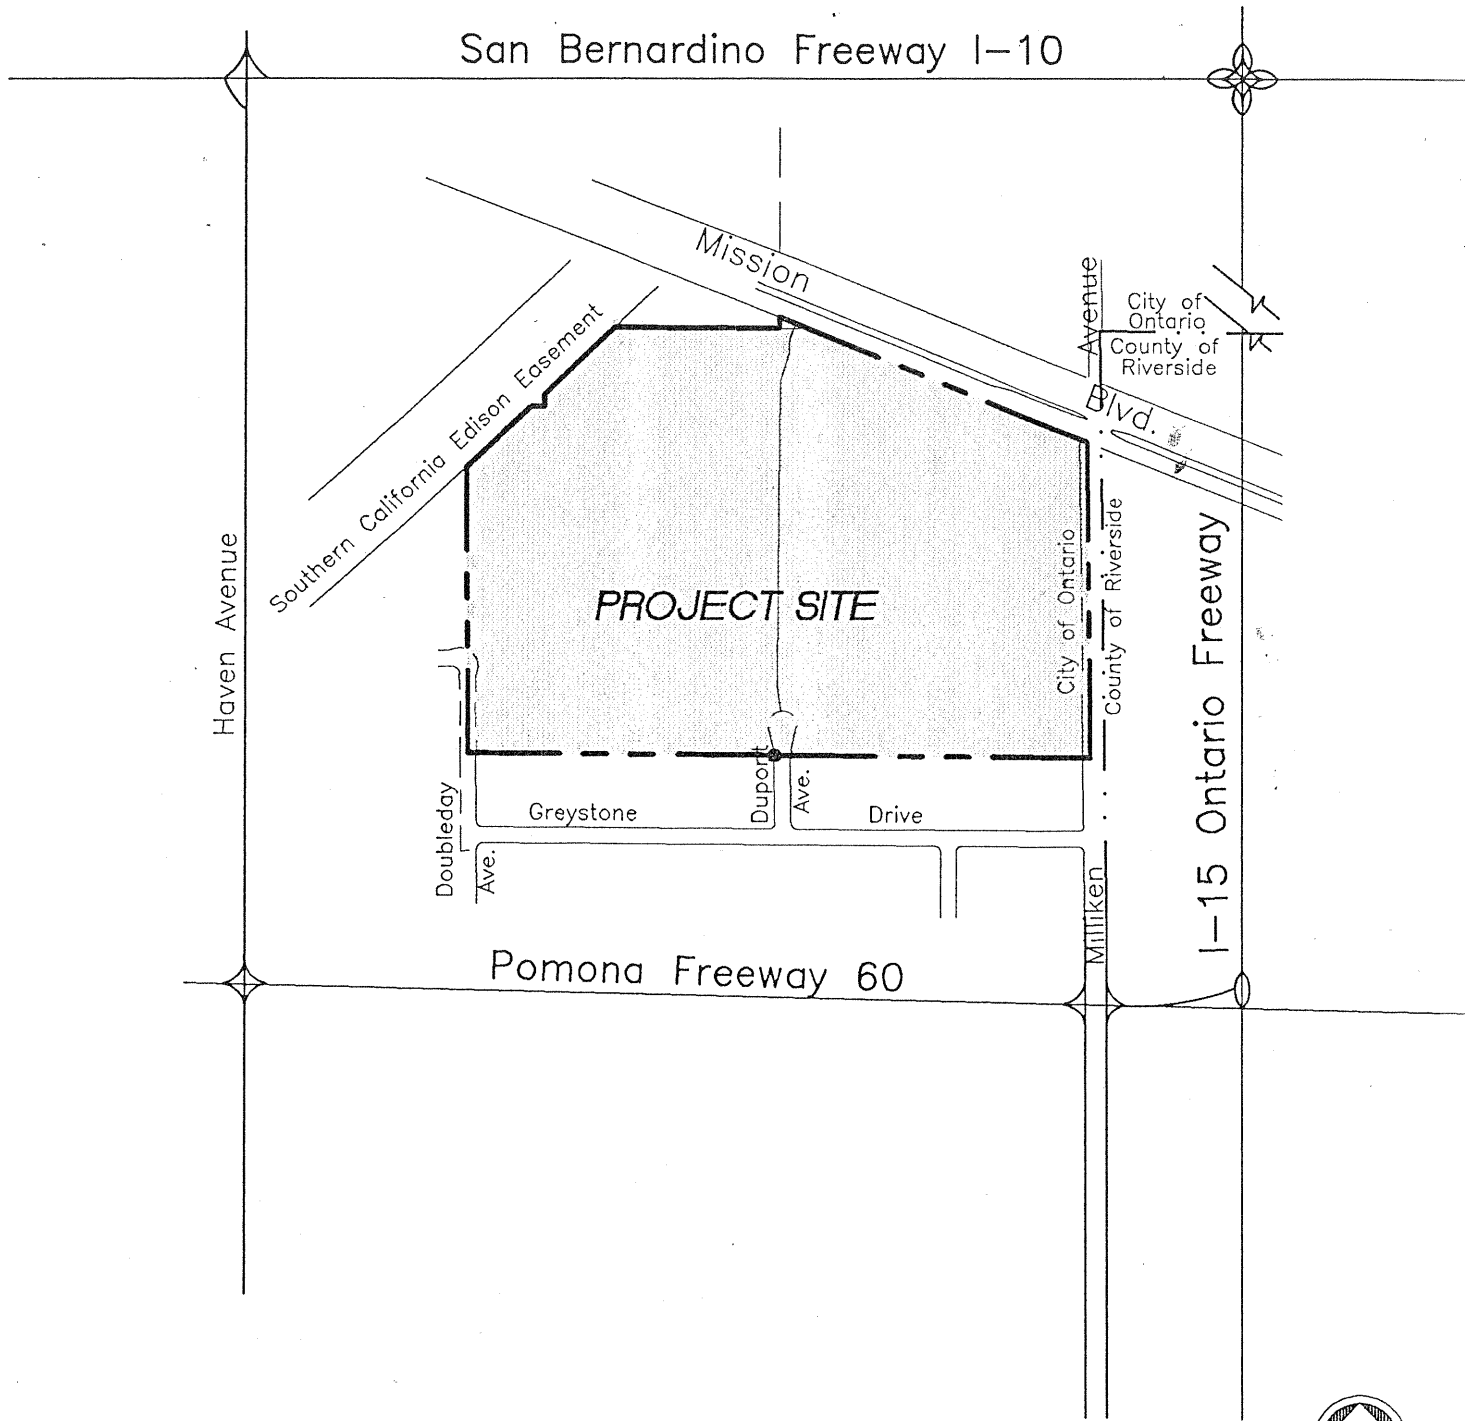 San Bernardino Freeway I-10
Mission
Blvd.
Avenue
City of
Ontario
County of
Riverside
Southern California Edison Easement
Haven Avenue
PROJECT SITE
City of Ontario
County of Riverside
I-15 Ontario Freeway
Doubleday
Ave.
Greystone
Dupont
Ave.
Drive
Milliken
Pomona Freeway 60